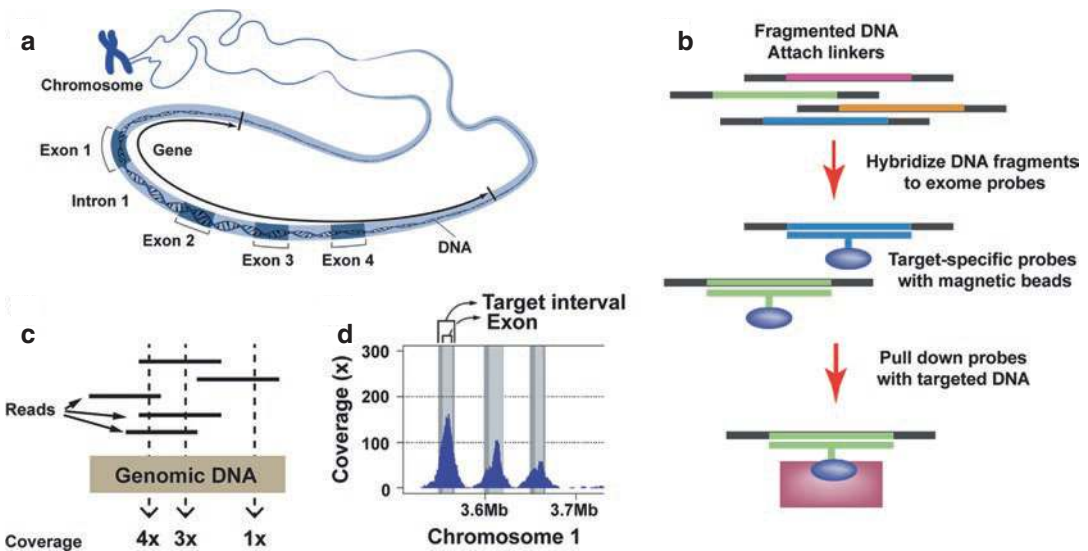 a
Chromosome
Exon 1
Gene
Intron 1
Exon 2
Exon 3
Exon 4
DNA
b
Fragmented DNA
Attach linkers
Hybridize DNA fragments
to exome probes
Target-specific probes
with magnetic beads
Pull down probes
with targeted DNA
c
Reads
Genomic DNA
Coverage
4x 3x 1x
d
Target interval
Exon
Coverage (x)
300
200
100
0
3.6Mb 3.7Mb
Chromosome 1